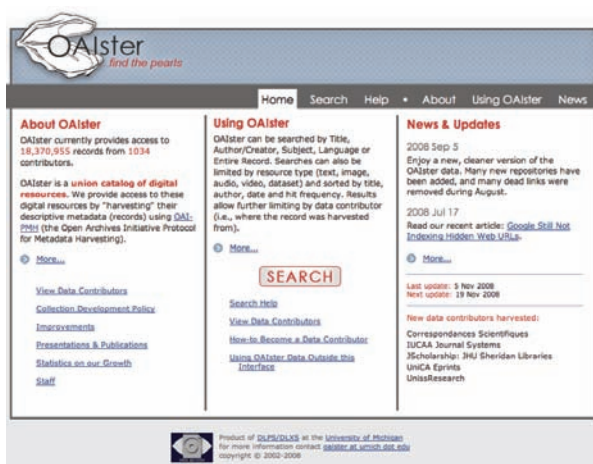 OAIster
find the pearls
Home Search Help • About Using OAIster News
About OAIster
OAIster currently provides access to
18,370,955 records from 1034
contributors.
OAIster is a union catalog of digital
resources. We provide access to these
digital resources by "harvesting" their
descriptive metadata (records) using OAI-
PMH (the Open Archives Initiative Protocol
for Metadata Harvesting).
More...
View Data Contributors
Collection Development Policy
Improvements
Presentations & Publications
Statistics on our Growth
Staff
Using OAIster
OAIster can be searched by Title,
Author/Creator, Subject, Language or
Entire Record. Searches can also be
limited by resource type (text, image,
audio, video, dataset) and sorted by title,
author, date and hit frequency. Results
allow further limiting by data contributor
(i.e., where the record was harvested
from).
More...
SEARCH
Search Help
View Data Contributors
How-to Become a Data Contributor
Using OAIster Data Outside this
Interface
News & Updates
2008 Sep 5
Enjoy a new, cleaner version of the
OAIster data. Many new repositories have
been added, and many dead links were
removed during August.
2008 Jul 17
Read our recent article: Google Still Not
Indexing Hidden Web URLs.
More...
Last update: 5 Nov 2008
Next update: 19 Nov 2008
New data contributors harvested:
Correspondances Scientifiques
IUCAA Journal Systems
JScholarship: JHU Sheridan Libraries
UniCA Eprints
UnissResearch
Product of DLPS/DLXS at the University of Michigan
for more information contact oaister at umich dot edu
copyright © 2002-2008